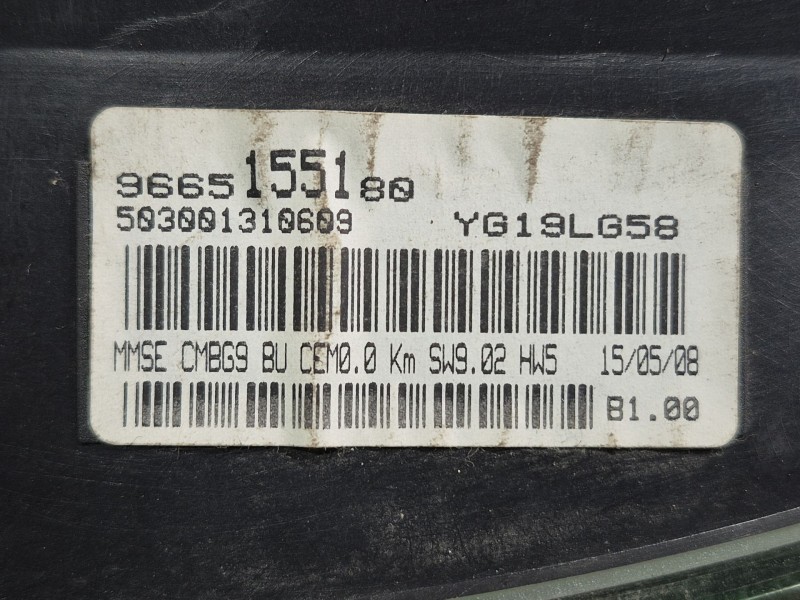 9665155180
503001310609 YG19LG58
MMSE CMBG9 BU CEM0.0 Km SW9.02 HW5 15/05/08
B1.00